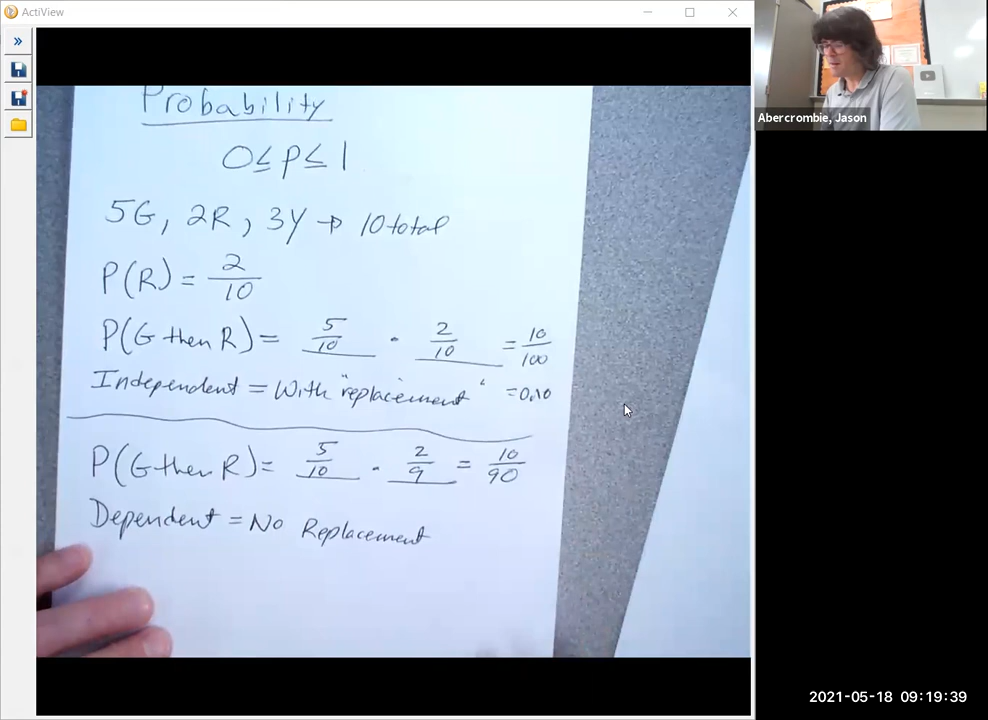 ActiView
Probability
0 ≤ P ≤ 1
5G, 2R, 3Y → 10 total
P(R) = 2/10
P(G then R) = 5/10 · 2/10 = 10/100
Independent = With "replacement" = 0.10
P(G then R) = 5/10 · 2/9 = 10/90
Dependent = No Replacement
Abercrombie, Jason
2021-05-18 09:19:39